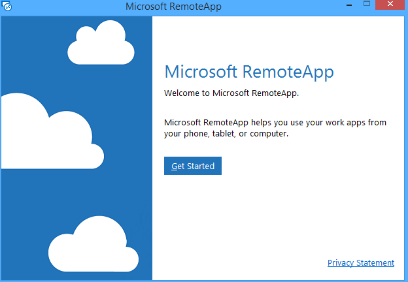 Microsoft RemoteApp
Microsoft RemoteApp
Welcome to Microsoft RemoteApp.
Microsoft RemoteApp helps you use your work apps from
your phone, tablet, or computer.
Get Started
Privacy Statement